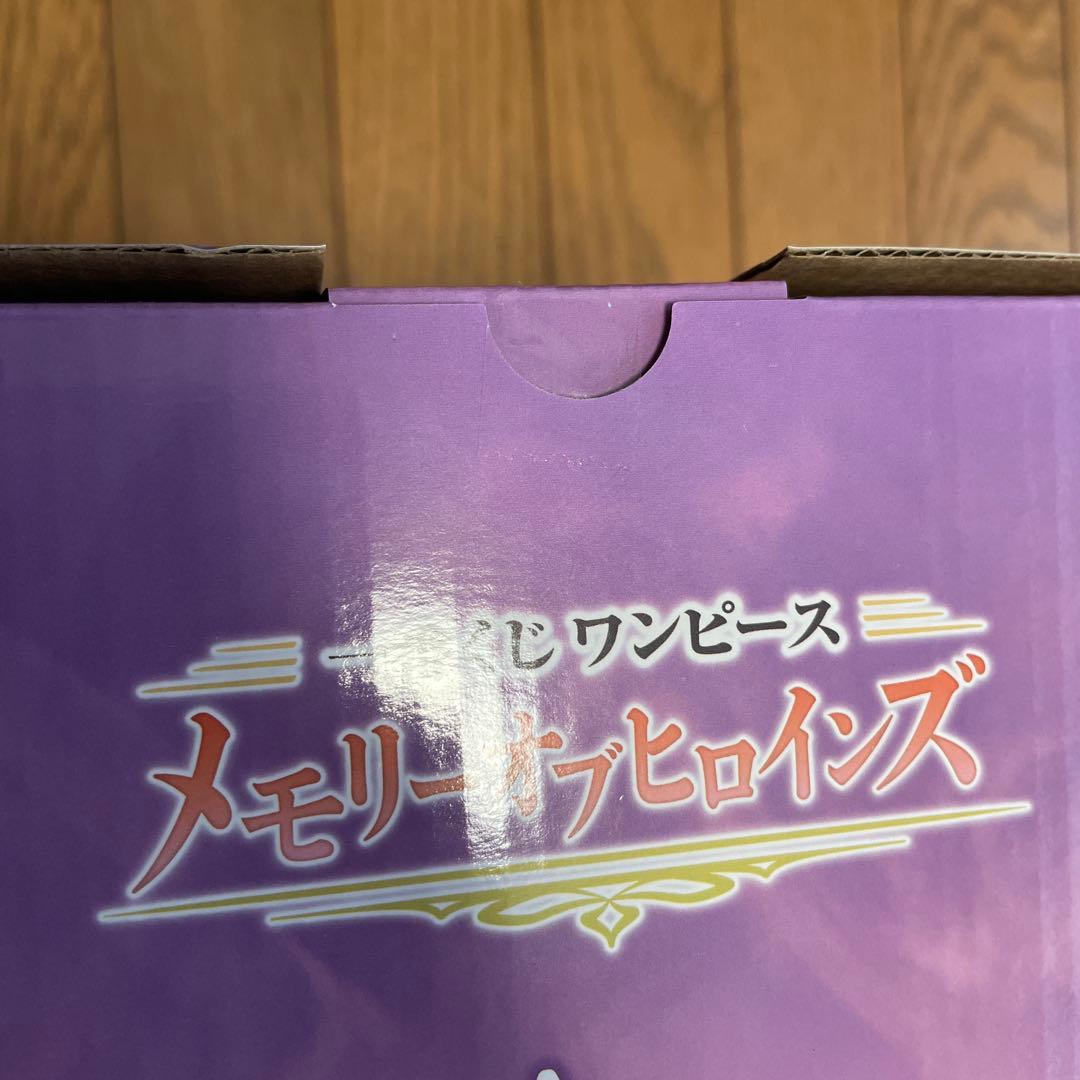 一番くじ ワンピース
メモリーオブヒロインズ